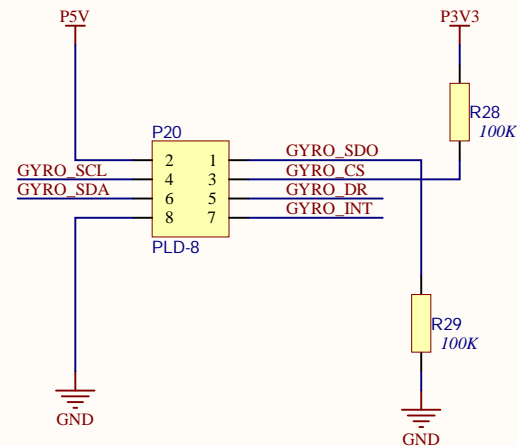 P5V
P3V3
R28
100K
P20
GYRO_SDO
2 1
GYRO_SCL
GYRO_CS
4 3
GYRO_SDA
GYRO_DR
6 5
GYRO_INT
8 7
PLD-8
R29
100K
GND
GND